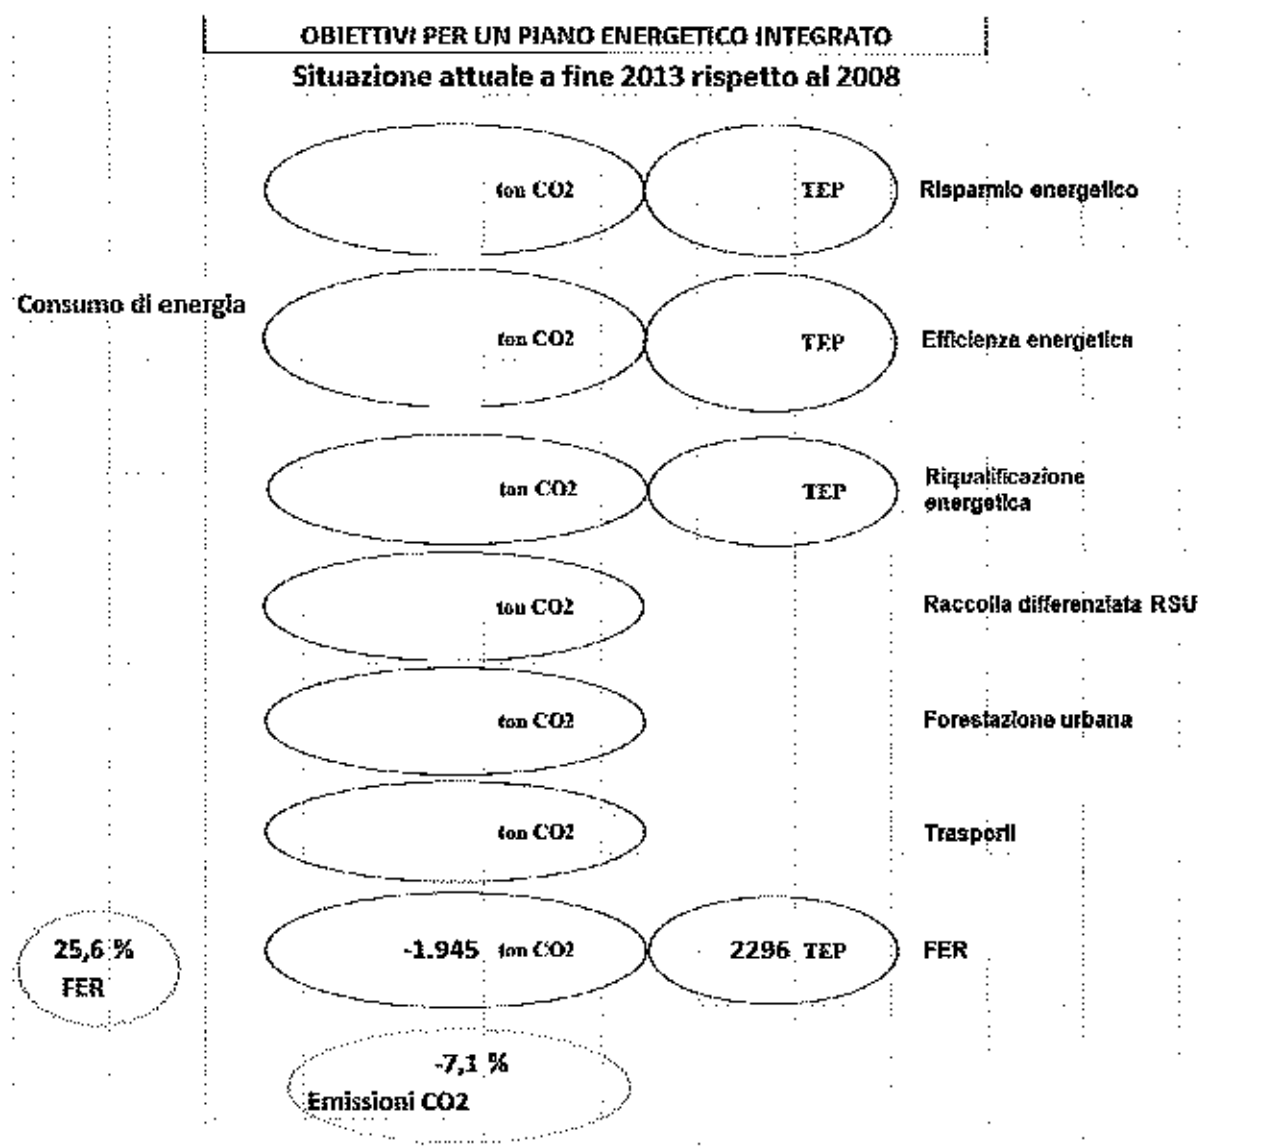 OBIETTIVI PER UN PIANO ENERGETICO INTEGRATO
Situazione attuale a fine 2013 rispetto al 2008
ton CO2 TEP Risparmio energetico
Consumo di energia
ton CO2 TEP Efficienza energetica
ton CO2 TEP Riqualificazione
energetica
ton CO2 Raccolta differenziata RSU
ton CO2 Forestazione urbana
ton CO2 Trasporti
25,6 %
FER
-1.945 ton CO2 2296 TEP FER
-7,1 %
Emissioni CO2